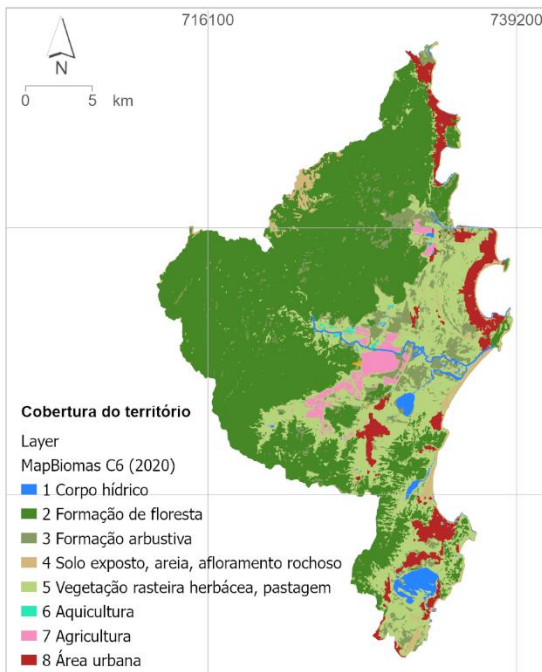 716100 739200
N
0 5 km
Cobertura do território
Layer
MapBiomas C6 (2020)
1 Corpo hídrico
2 Formação de floresta
3 Formação arbustiva
4 Solo exposto, areia, afloramento rochoso
5 Vegetação rasteira herbácea, pastagem
6 Aquicultura
7 Agricultura
8 Área urbana